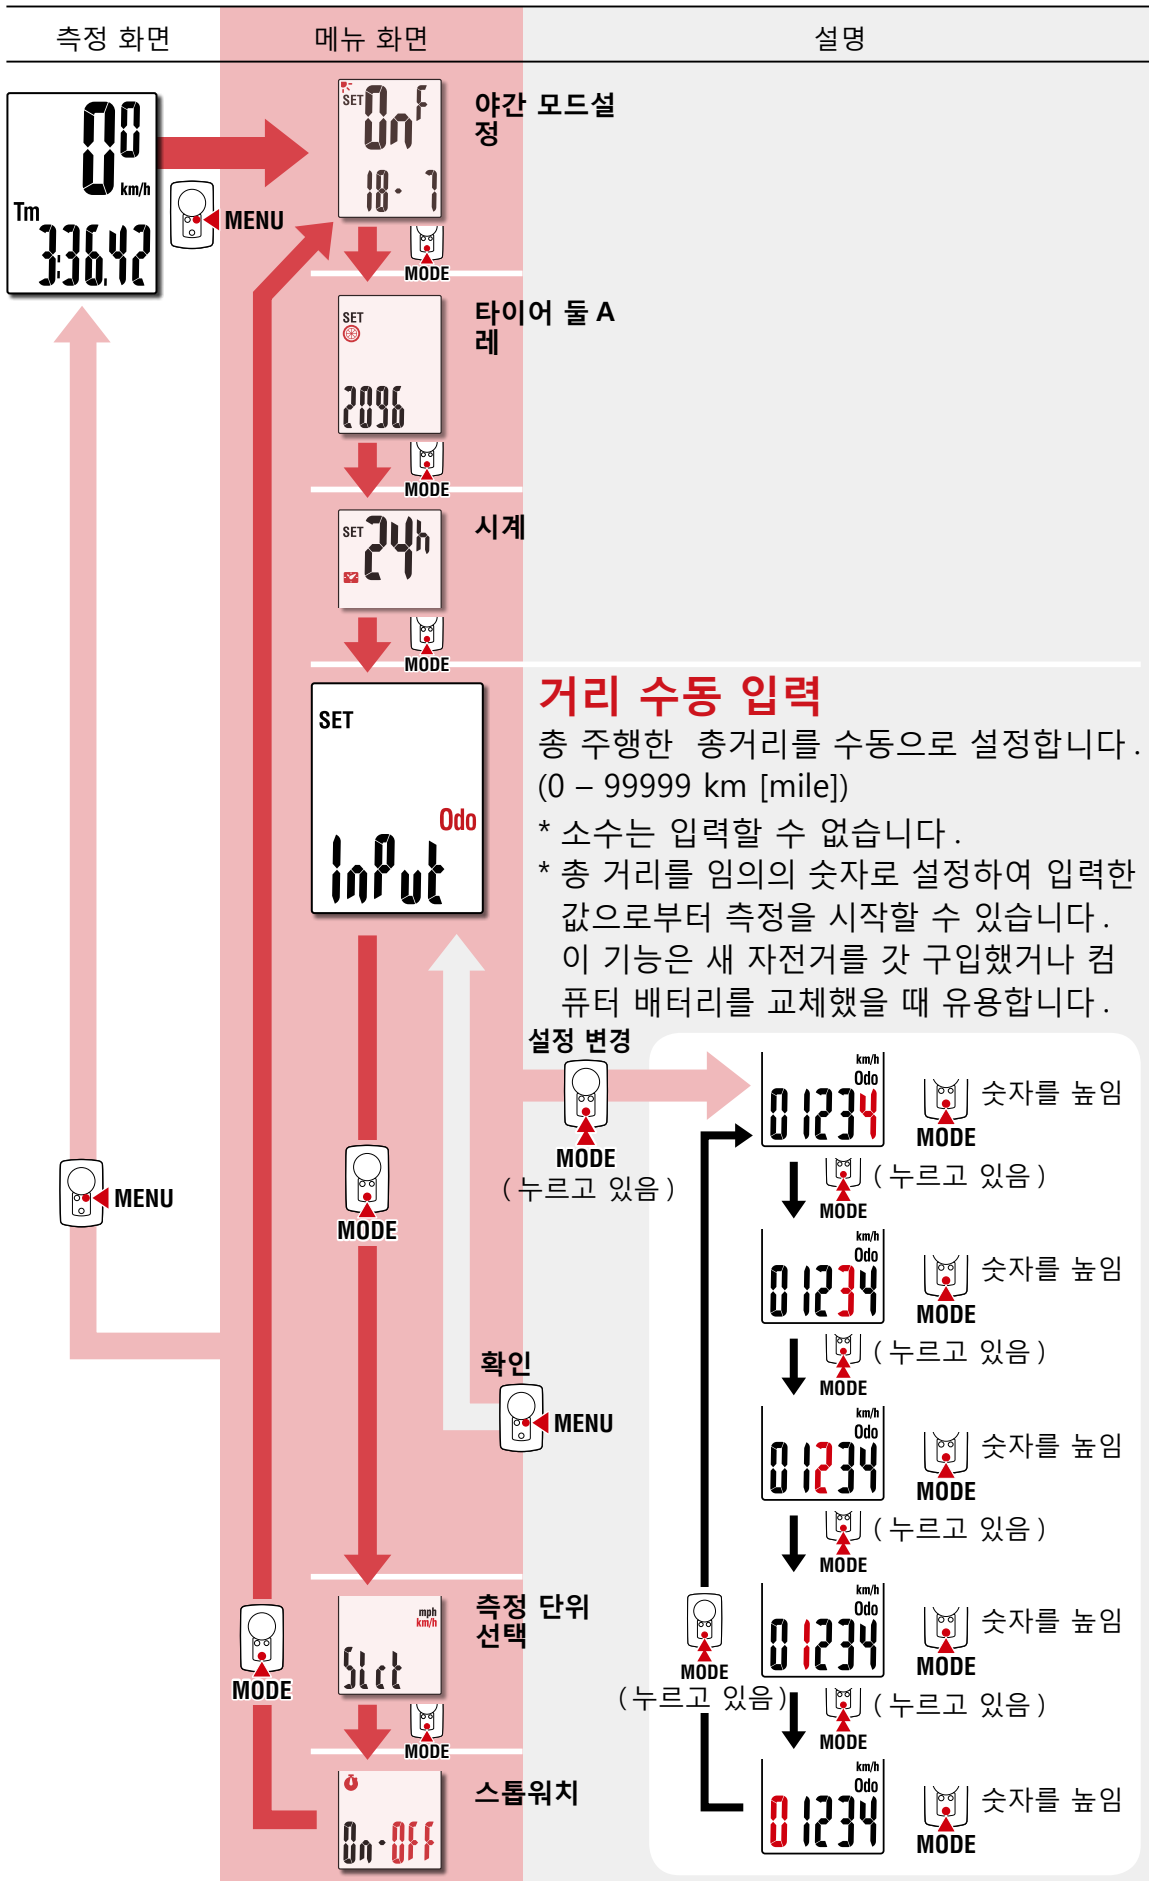 측정 화면
메뉴 화면
설명
0 0
km/h
Tm
3:36.42
MENU
SET
On F
18 - 7
야간 모드설
정
MODE
SET
2096
타이어 둘 A
레
MODE
SET
24h
시계
MODE
SET
Odo
InPut
거리 수동 입력
총 주행한 총거리를 수동으로 설정합니다.
(0 – 99999 km [mile])
* 소수는 입력할 수 없습니다.
* 총 거리를 임의의 숫자로 설정하여 입력한
값으로부터 측정을 시작할 수 있습니다.
이 기능은 새 자전거를 갓 구입했거나 컴
퓨터 배터리를 교체했을 때 유용합니다.
설정 변경
MODE
(누르고 있음)
km/h
Odo
01234
숫자를 높임
MODE
(누르고 있음)
MODE
km/h
Odo
01234
숫자를 높임
MODE
(누르고 있음)
MODE
km/h
Odo
01234
숫자를 높임
MODE
(누르고 있음)
MODE
km/h
Odo
01234
숫자를 높임
MODE
(누르고 있음)
MODE
km/h
Odo
01234
숫자를 높임
MODE
MODE
(누르고 있음)
MENU
MODE
확인
MENU
mph
km/h
Slct
측정 단위
선택
MODE
MODE
On-OFF
스톱워치